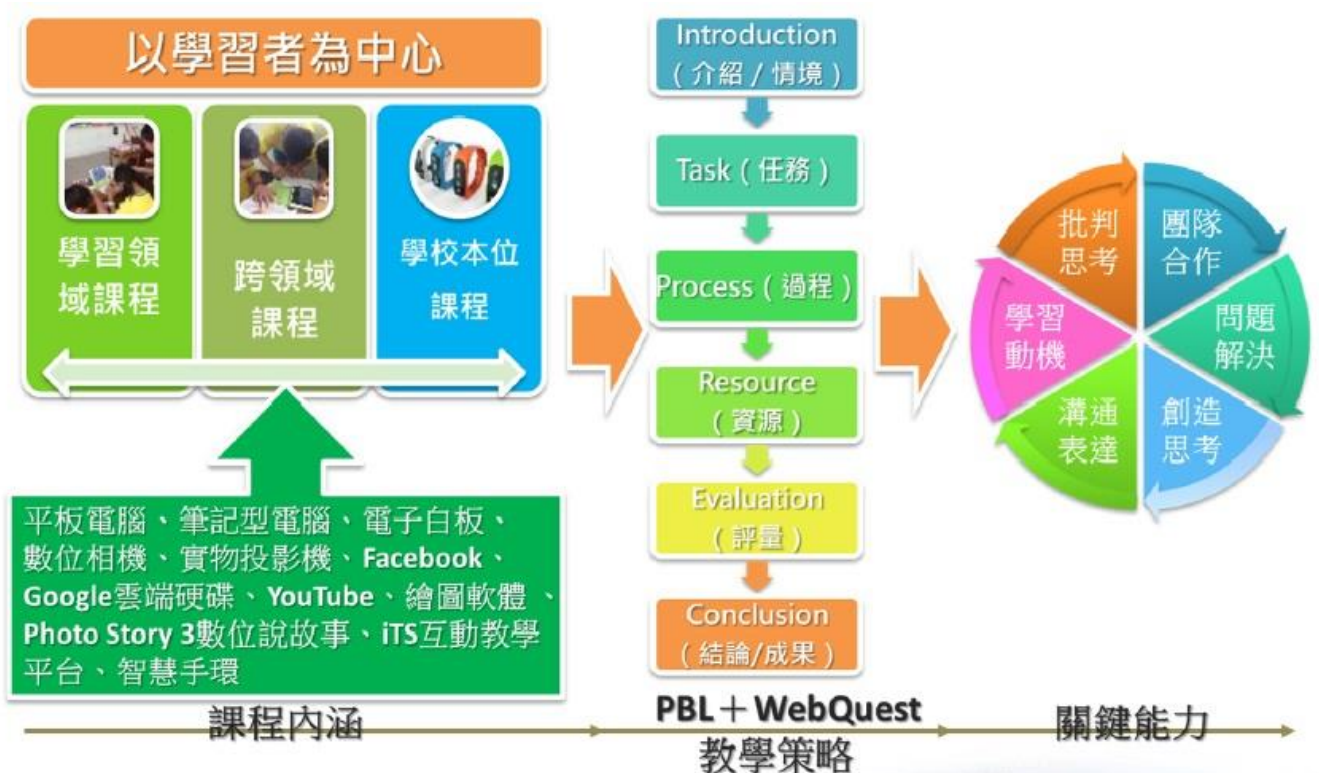 以學習者為中心
學習領
域課程
跨領域
課程
學校本位
課程
平板電腦、筆記型電腦、電子白板、
數位相機、實物投影機、Facebook、
Google雲端硬碟、YouTube、繪圖軟體、
Photo Story 3數位說故事、iTS互動教學
平台、智慧手環
課程內涵
Introduction
（介紹 / 情境）
Task（任務）
Process（過程）
Resource
（資源）
Evaluation
（評量）
Conclusion
（結論/成果）
PBL＋WebQuest
教學策略
批判
思考
團隊
合作
問題
解決
創造
思考
溝通
表達
學習
動機
關鍵能力